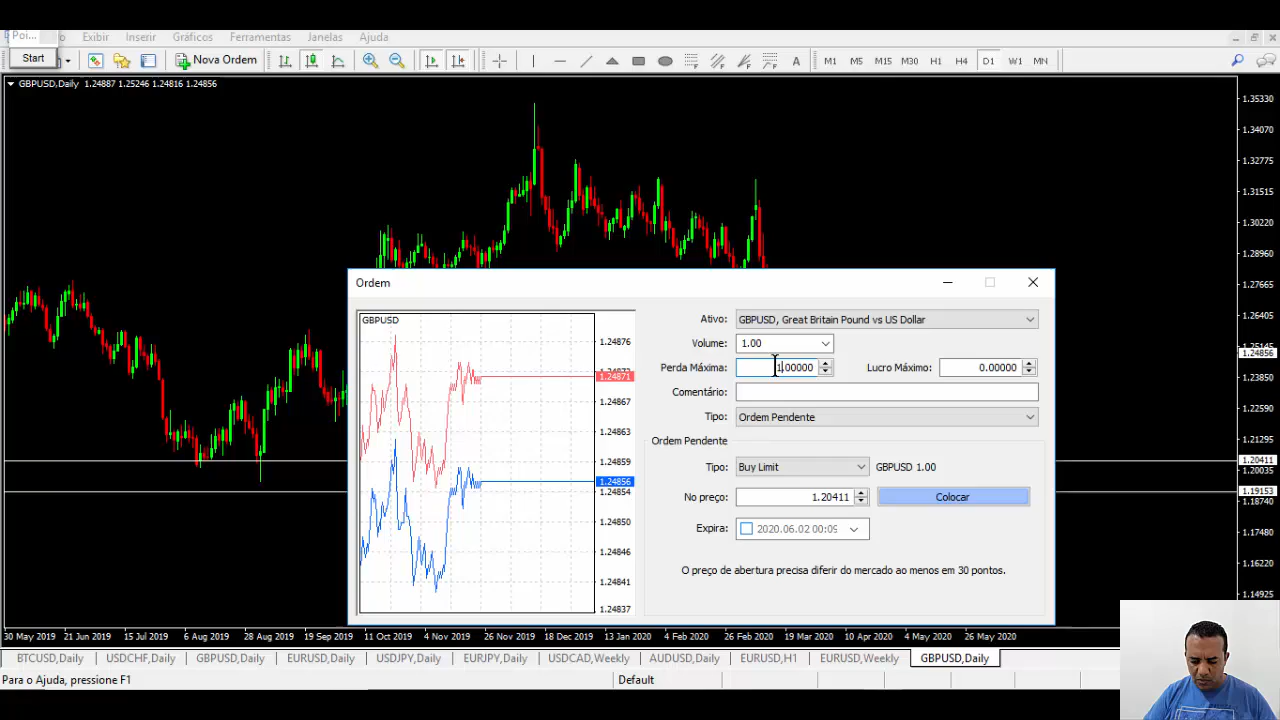 Poi...
Start
Exibir Inserir Gráficos Ferramentas Janelas Ajuda
Nova Ordem A M1 M5 M15 M30 H1 H4 D1 W1 MN
GBPUSD,Daily 1.24887 1.25246 1.24816 1.24856
1.35330
1.34070
1.32775
1.31515
1.30220
1.28960
1.27665
1.26405
1.24856
1.23850
1.22590
1.21295
1.20411
1.20035
1.19153
1.18740
1.17480
1.16220
1.14925
Ordem
GBPUSD
1.24876
1.24871
1.24867
1.24863
1.24859
1.24856
1.24854
1.24850
1.24846
1.24841
1.24837
Ativo: GBPUSD, Great Britain Pound vs US Dollar
Volume: 1.00
Perda Máxima: 1.00000 Lucro Máximo: 0.00000
Comentário:
Tipo: Ordem Pendente
Ordem Pendente
Tipo: Buy Limit GBPUSD 1.00
No preço: 1.20411 Colocar
Expira: 2020.06.02 00:09
O preço de abertura precisa diferir do mercado ao menos em 30 pontos.
30 May 2019 21 Jun 2019 15 Jul 2019 6 Aug 2019 28 Aug 2019 19 Sep 2019 11 Oct 2019 4 Nov 2019 26 Nov 2019 18 Dec 2019 13 Jan 2020 4 Feb 2020 26 Feb 2020 19 Mar 2020 10 Apr 2020 4 May 2020 26 May 2020
BTCUSD,Daily USDCHF,Daily GBPUSD,Daily EURUSD,Daily USDJPY,Daily EURJPY,Daily USDCAD,Weekly AUDUSD,Daily EURUSD,H1 EURUSD,Weekly GBPUSD,Daily
Para o Ajuda, pressione F1 Default